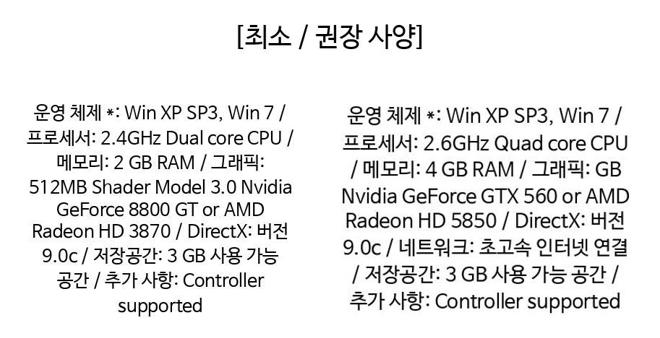 [최소 / 권장 사양]
운영 체제 *: Win XP SP3, Win 7 /
프로세서: 2.4GHz Dual core CPU /
메모리: 2 GB RAM / 그래픽:
512MB Shader Model 3.0 Nvidia
GeForce 8800 GT or AMD
Radeon HD 3870 / DirectX: 버전
9.0c / 저장공간: 3 GB 사용 가능
공간 / 추가 사항: Controller
supported
운영 체제 *: Win XP SP3, Win 7 /
프로세서: 2.6GHz Quad core CPU
/ 메모리: 4 GB RAM / 그래픽: GB
Nvidia GeForce GTX 560 or AMD
Radeon HD 5850 / DirectX: 버전
9.0c / 네트워크: 초고속 인터넷 연결
/ 저장공간: 3 GB 사용 가능 공간 /
추가 사항: Controller supported